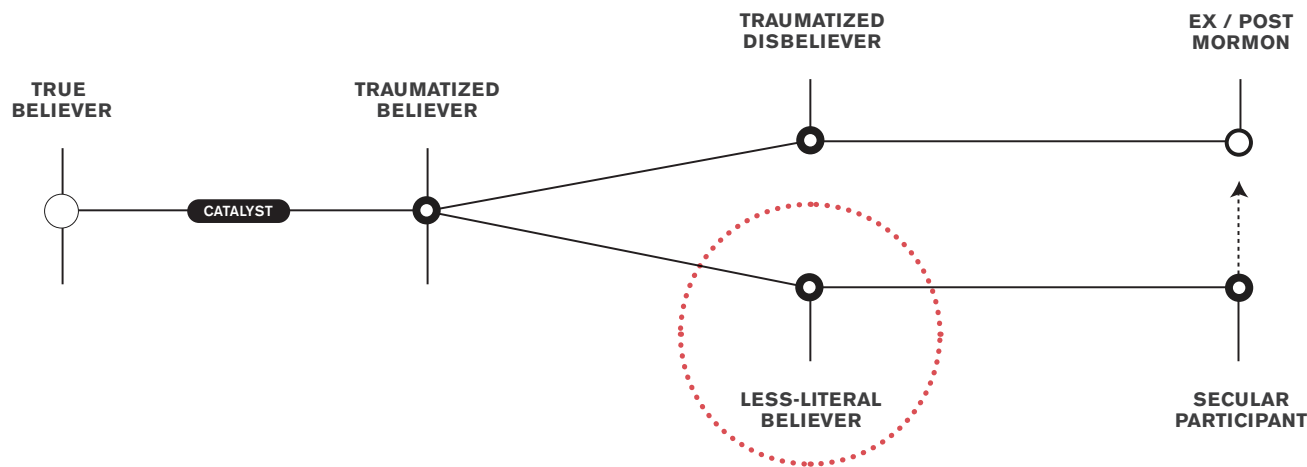 TRUE
BELIEVER
CATALYST
TRAUMATIZED
BELIEVER
TRAUMATIZED
DISBELIEVER
EX / POST
MORMON
LESS-LITERAL
BELIEVER
SECULAR
PARTICIPANT